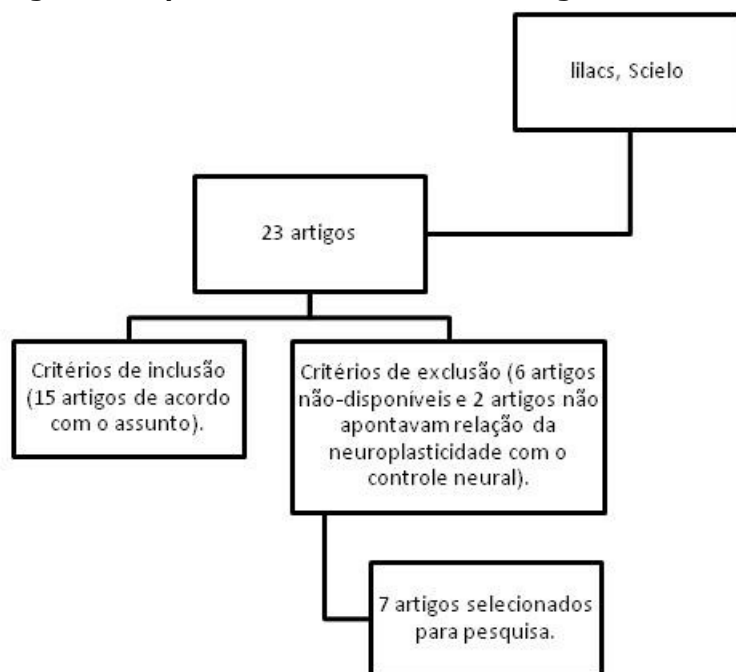 lilacs, Scielo
23 artigos
Critérios de inclusão
(15 artigos de acordo
com o assunto).
Critérios de exclusão (6 artigos
não-disponíveis e 2 artigos não
apontavam relação da
neuroplasticidade com o
controle neural).
7 artigos selecionados
para pesquisa.